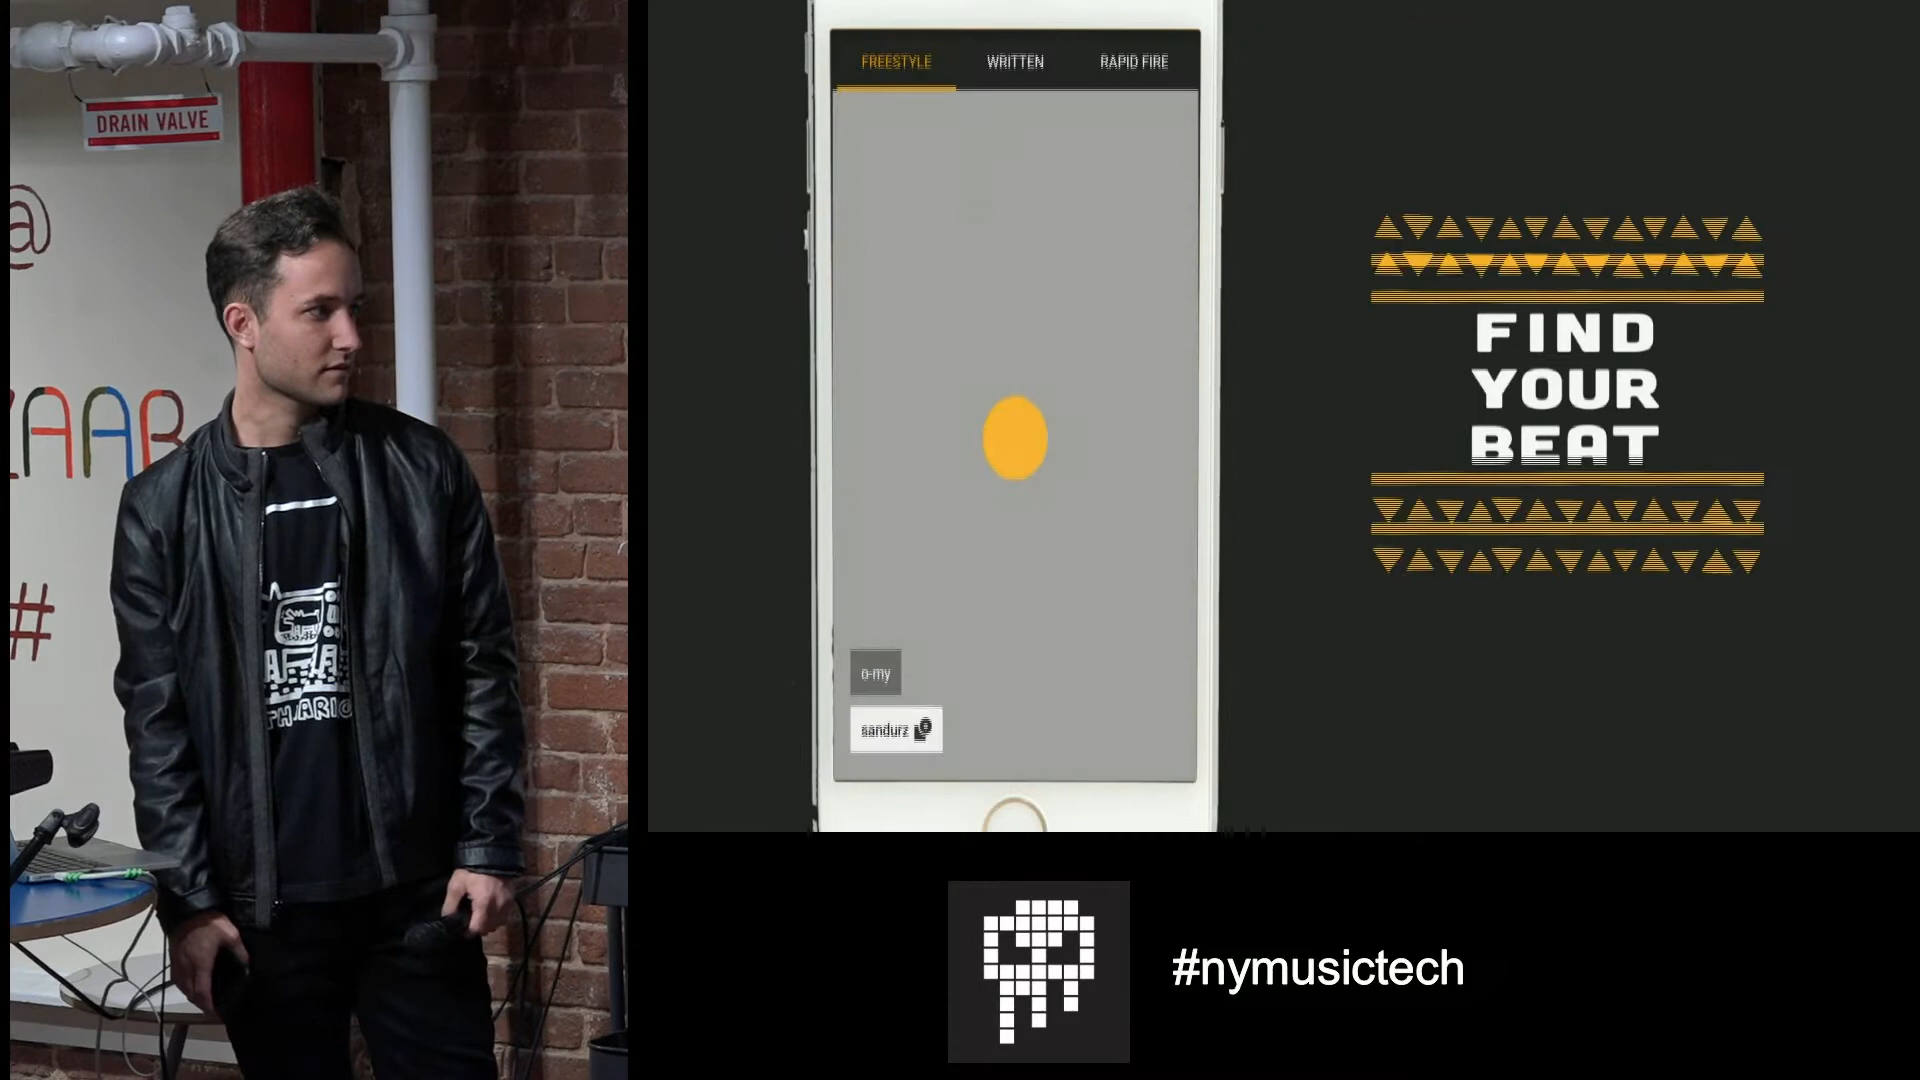 DRAIN VALVE
@
ZAAR
#
FREESTYLE WRITTEN RAPID FIRE
o-my
sandurz
FIND
YOUR
BEAT
#nymusictech